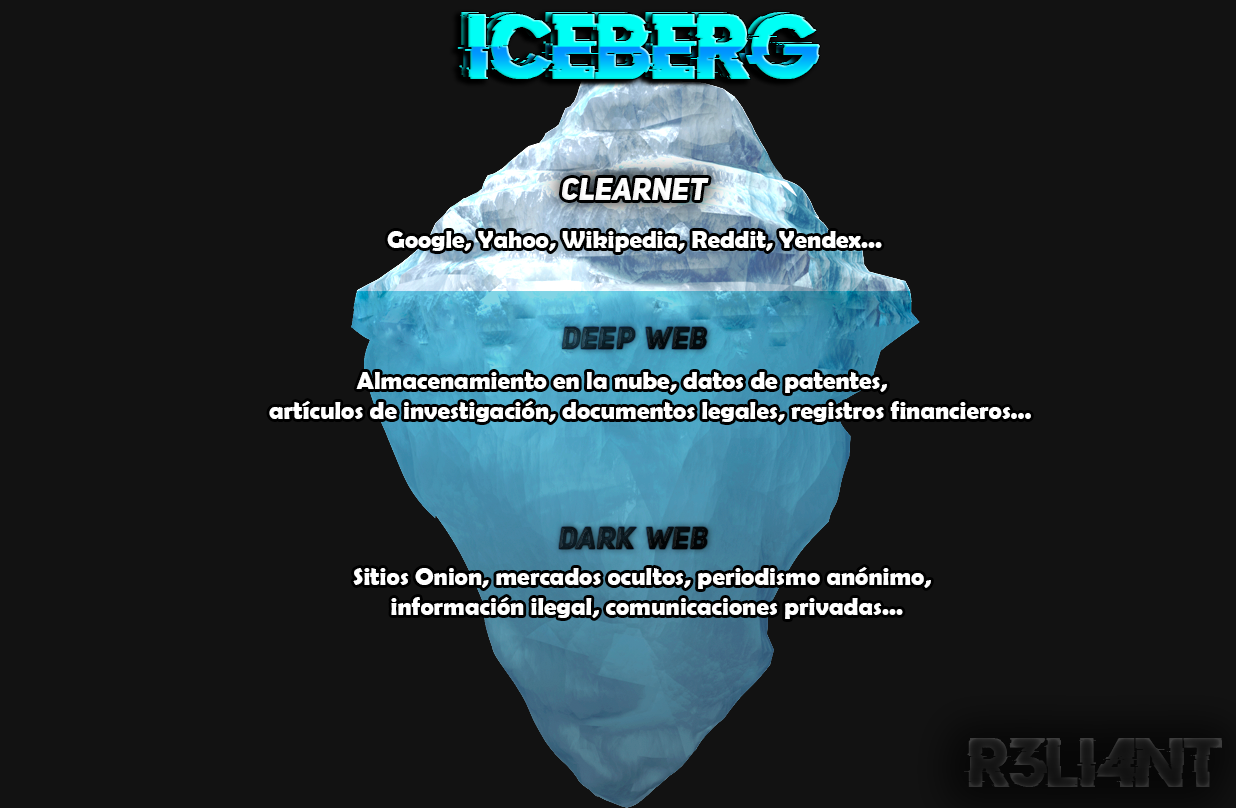 ICEBERG
CLEARNET
Google, Yahoo, Wikipedia, Reddit, Yendex...
DEEP WEB
Almacenamiento en la nube, datos de patentes,
artículos de investigación, documentos legales, registros financieros...
DARK WEB
Sitios Onion, mercados ocultos, periodismo anónimo,
información ilegal, comunicaciones privadas...
R3LI4NT